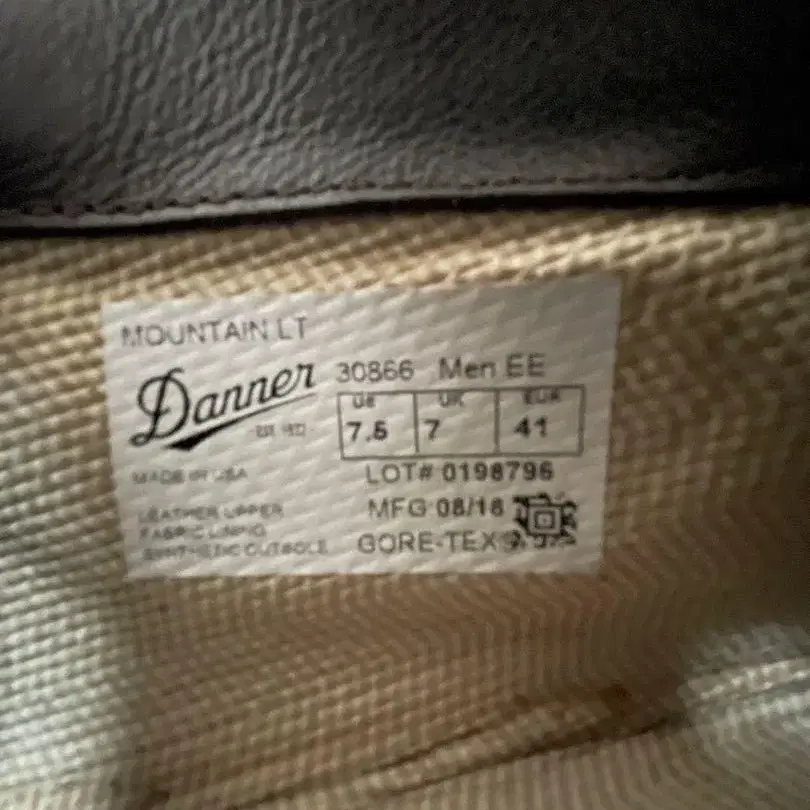 MOUNTAIN LT
Danner 30866 Men EE
US UK EUR
7.5 7 41
MADE IN USA LOT# 0198796
LEATHER UPPER MFG 08/16
FABRIC LINING
SYNTHETIC OUTSOLE GORE-TEX